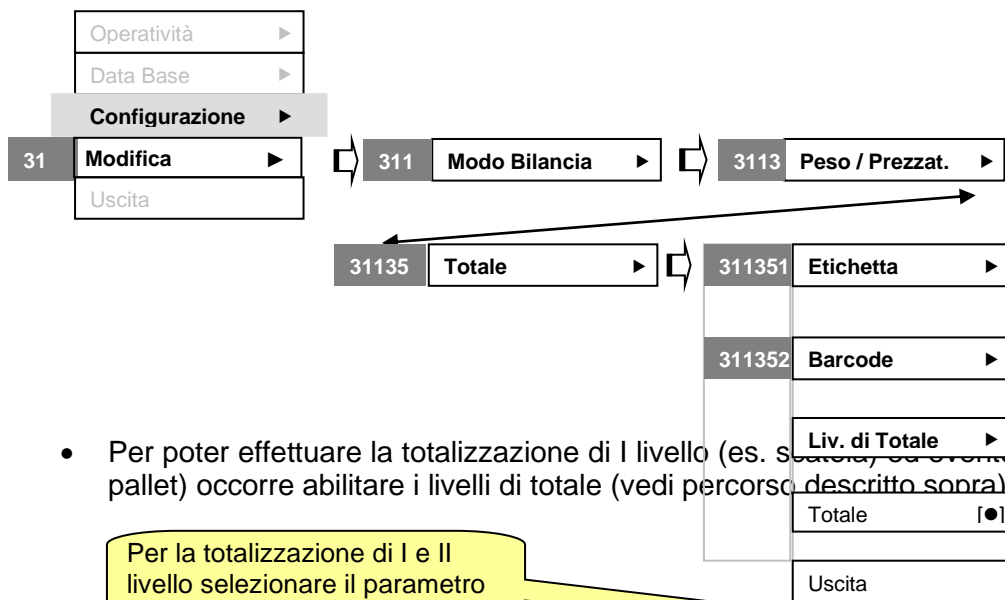 Operatività ►
Data Base ►
Configurazione ►
31 Modifica ►
311 Modo Bilancia ►
3113 Peso / Prezzat. ►
Uscita
31135 Totale ►
311351 Etichetta ►
311352 Barcode ►
Liv. di Totale ►
• Per poter effettuare la totalizzazione di I livello (es.
pallet) occorre abilitare i livelli di totale (vedi percorso descritto sopra)
Totale [●]
Uscita
Per la totalizzazione di I e II
livello selezionare il parametro